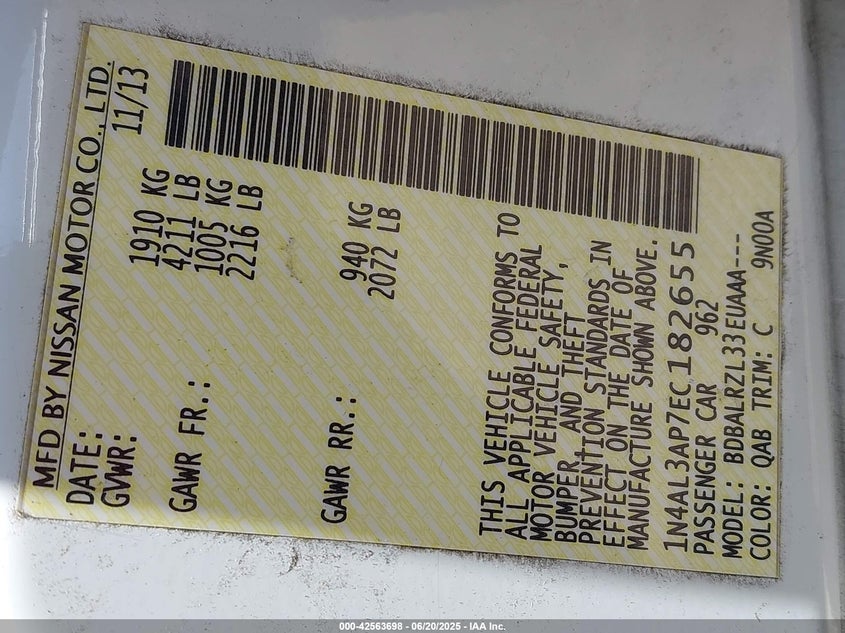 MFD BY NISSAN MOTOR CO., LTD.
DATE: 11/13
GVWR: 1910 KG
4211 LB
GAWR FR.: 1005 KG
2216 LB
GAWR RR.: 940 KG
2072 LB
THIS VEHICLE CONFORMS TO
ALL APPLICABLE FEDERAL
MOTOR VEHICLE SAFETY,
BUMPER, AND THEFT
PREVENTION STANDARDS IN
EFFECT ON THE DATE OF
MANUFACTURE SHOWN ABOVE.
1N4AL3AP7EC182655
PASSENGER CAR 962
MODEL: BDBALRZL33EUAAA---
COLOR: QAB TRIM: C 9N00A
000-42563698 - 06/20/2025 - IAA Inc.